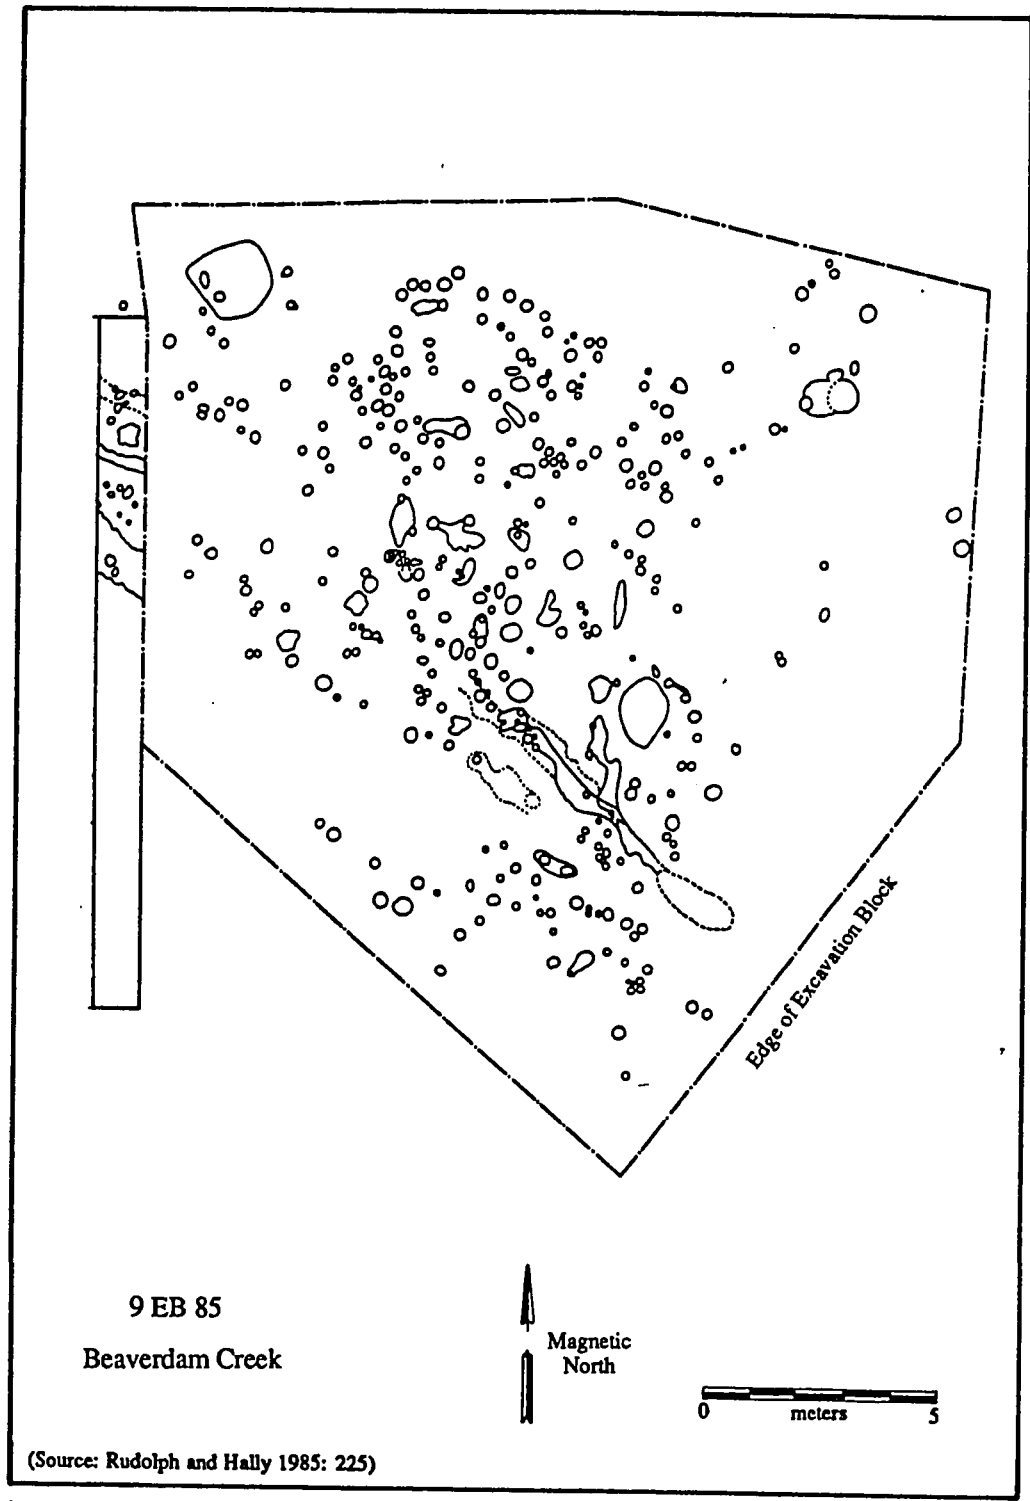 Edge of Excavation Block
9 EB 85
Beaverdam Creek
Magnetic
North
0 meters 5
(Source: Rudolph and Hally 1985: 225)